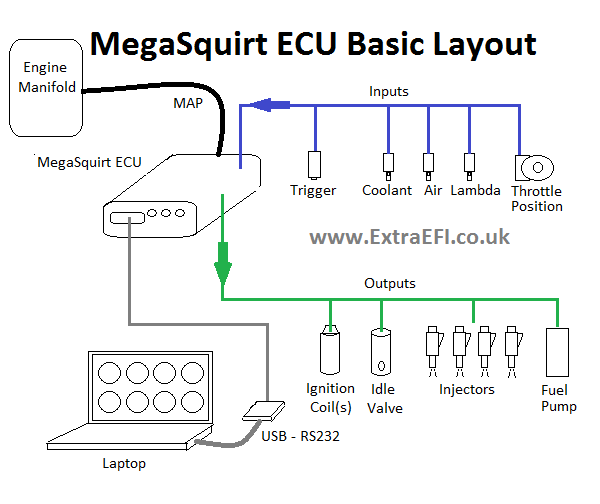 MegaSquirt ECU Basic Layout
Engine
Manifold
MAP
Inputs
MegaSquirt ECU
Trigger
Coolant
Air
Lambda
Throttle
Position
www.ExtraEFI.co.uk
Outputs
Ignition
Coil(s)
Idle
Valve
Injectors
Fuel
Pump
USB - RS232
Laptop